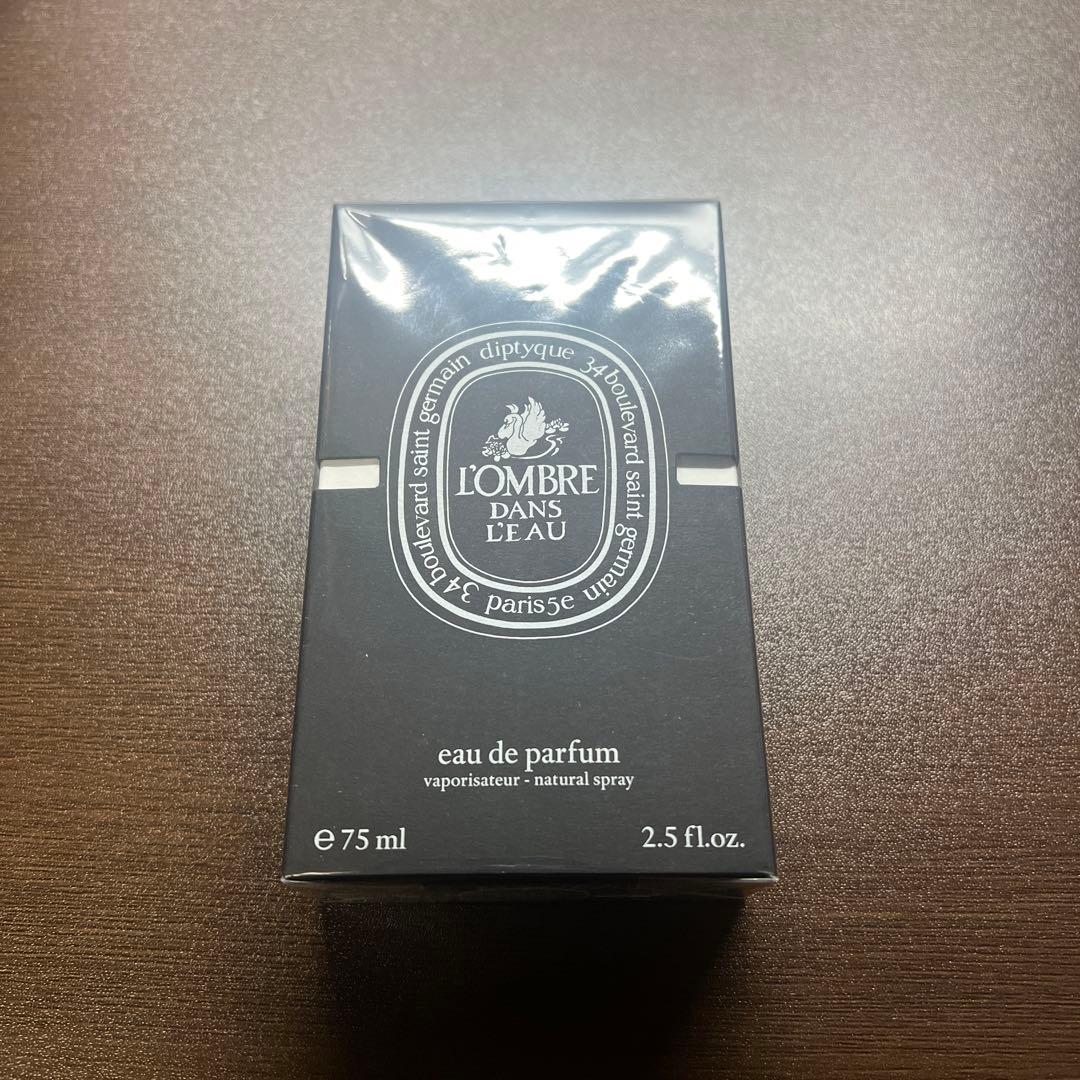 diptyque 34 boulevard saint germain paris5e 34 boulevard saint germain
L'OMBRE
DANS
L'EAU
eau de parfum
vaporisateur - natural spray
e 75 ml
2.5 fl.oz.